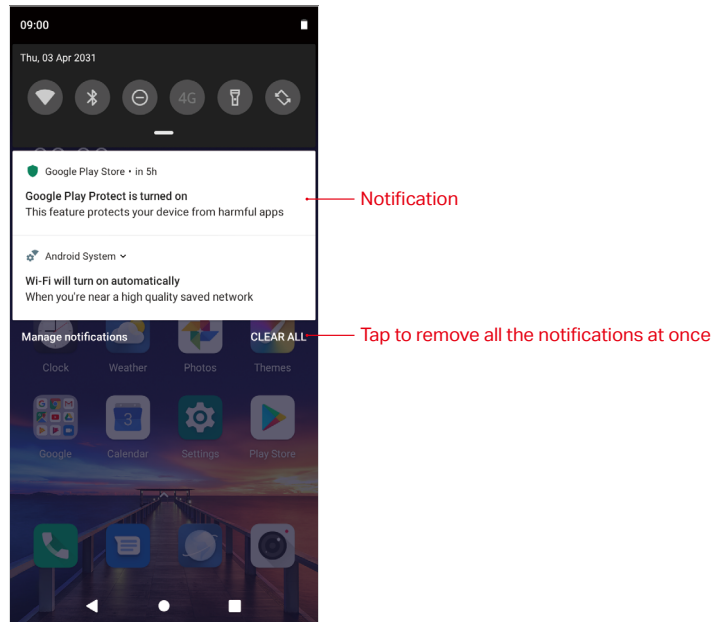 09:00
Thu, 03 Apr 2031
4G
Google Play Store • in 5h
Google Play Protect is turned on
This feature protects your device from harmful apps
Notification
Android System
Wi-Fi will turn on automatically
When you're near a high quality saved network
Manage notifications
CLEAR ALL
Tap to remove all the notifications at once
Clock
Weather
Photos
Themes
3
Google
Calendar
Settings
Play Store